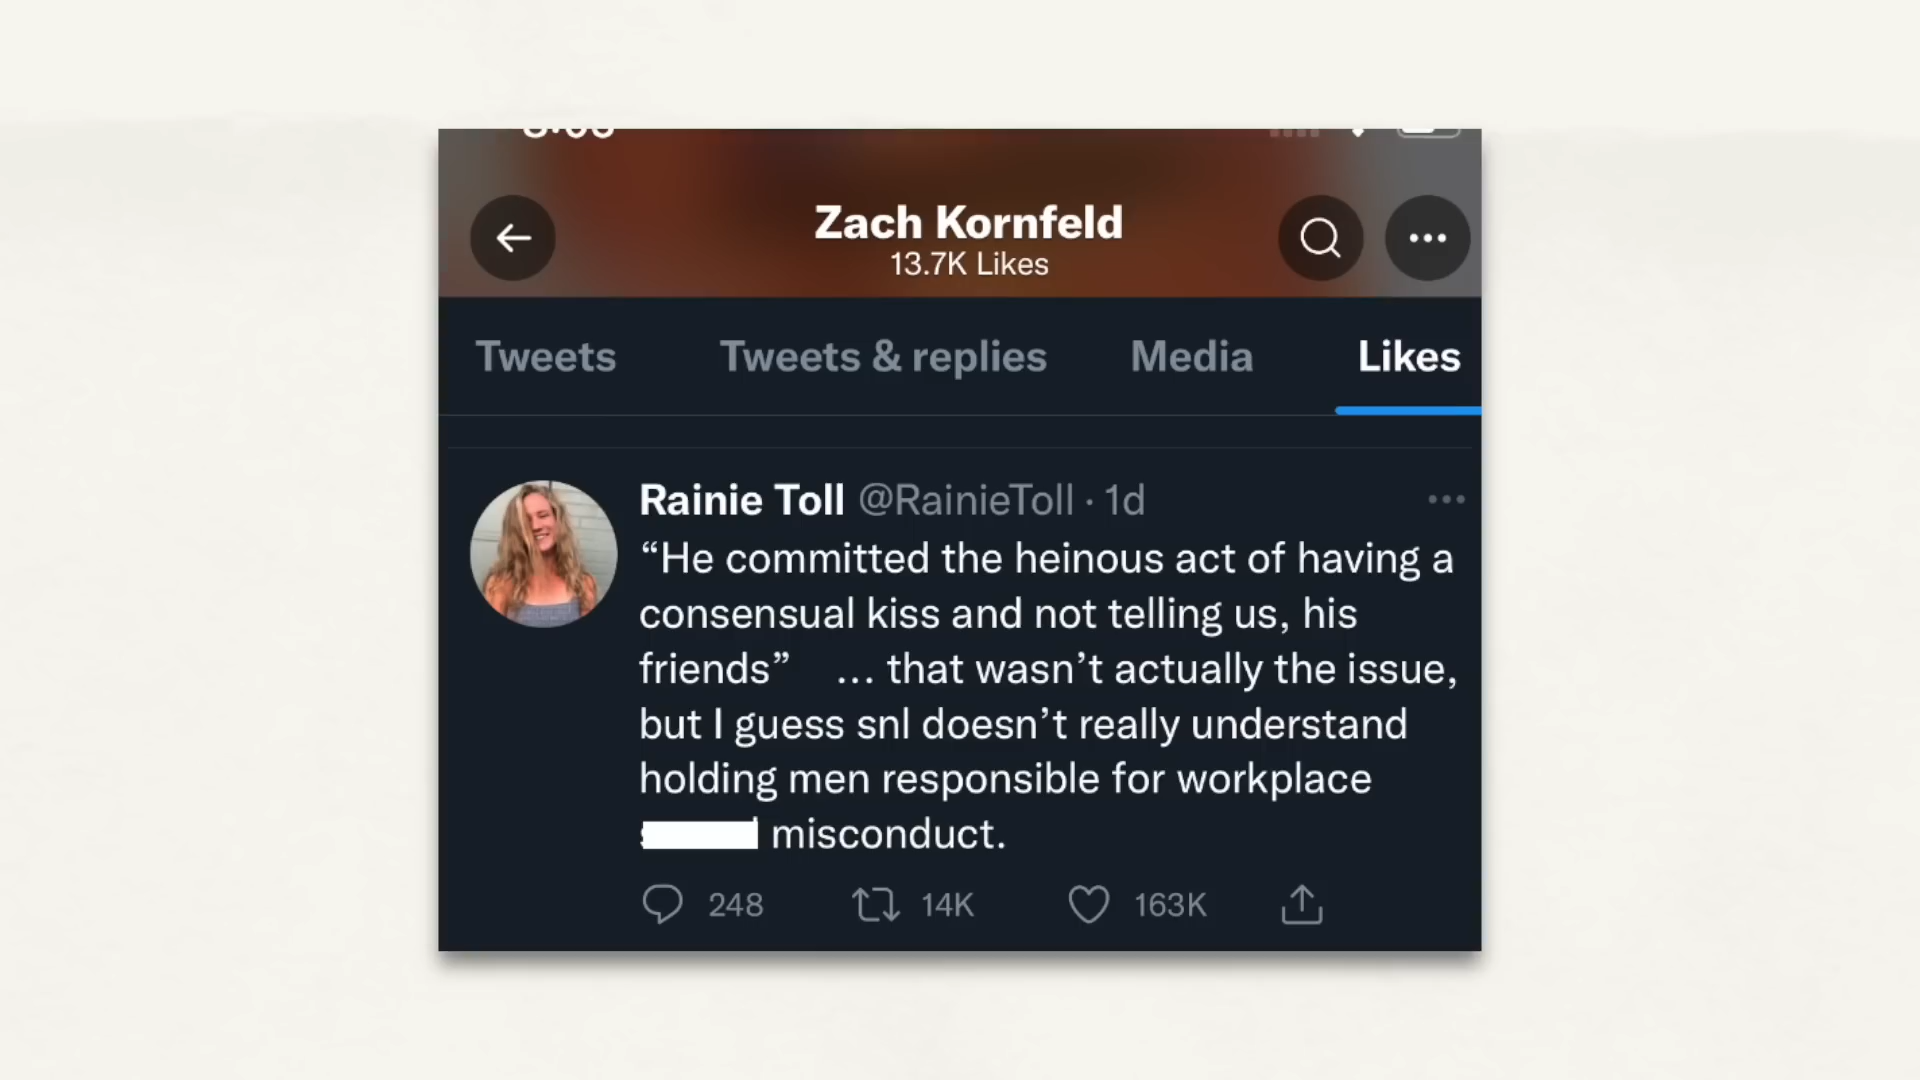 Zach Kornfeld
13.7K Likes
Tweets Tweets & replies Media Likes
Rainie Toll @RainieToll · 1d
“He committed the heinous act of having a
consensual kiss and not telling us, his
friends” ... that wasn’t actually the issue,
but I guess snl doesn’t really understand
holding men responsible for workplace
misconduct.
248 14K 163K